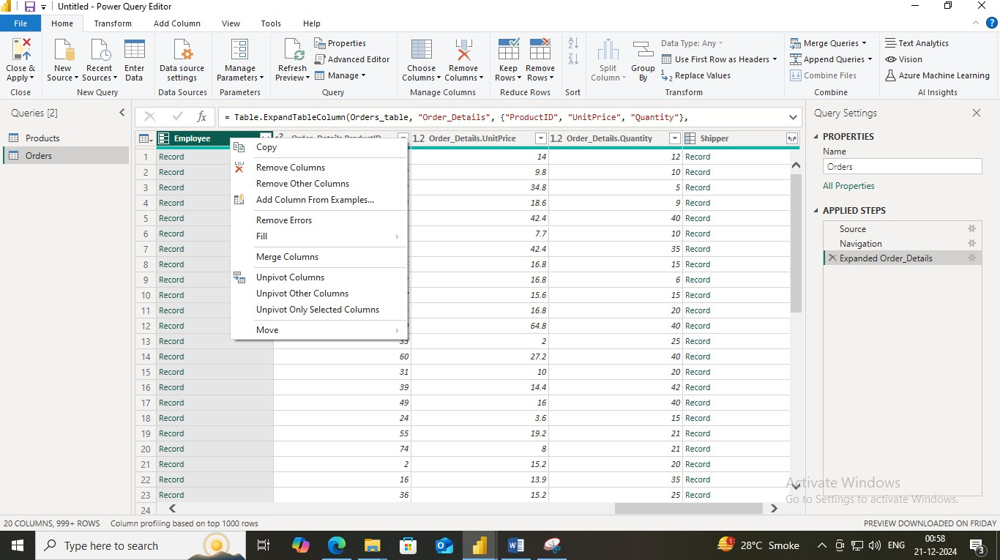 Untitled - Power Query Editor
File Home Transform Add Column View Tools Help
Close & Apply
New Source
Recent Sources
Enter Data
Data source settings
Manage Parameters
Refresh Preview
Properties
Advanced Editor
Manage
Choose Columns
Remove Columns
Keep Rows
Remove Rows
Split Column
Group By
Data Type: Any
Use First Row as Headers
Replace Values
Merge Queries
Append Queries
Combine Files
Text Analytics
Vision
Azure Machine Learning
Close New Query Data Sources Parameters Query Manage Columns Reduce Rows Sort Transform Combine AI Insights
Queries [2]
Products
Orders
= Table.ExpandTableColumn(Orders_table, "Order_Details", {"ProductID", "UnitPrice", "Quantity"},
Employee 1.2 Order_Details.UnitPrice 1.2 Order_Details.Quantity Shipper
1 Record 14 12 Record
2 Record 9.8 10 Record
3 Record 34.8 5 Record
4 Record 18.6 9 Record
5 Record 42.4 40 Record
6 Record 7.7 10 Record
7 Record 42.4 35 Record
8 Record 16.8 15 Record
9 Record 16.8 6 Record
10 Record 15.6 15 Record
11 Record 16.8 20 Record
12 Record 64.8 40 Record
13 Record 2 25 Record
14 Record 60 27.2 40 Record
15 Record 31 10 20 Record
16 Record 39 14.4 42 Record
17 Record 49 16 40 Record
18 Record 24 3.6 15 Record
19 Record 55 19.2 21 Record
20 Record 74 8 21 Record
21 Record 2 15.2 20 Record
22 Record 16 13.9 35 Record
23 Record 36 15.2 25 Record
24
Copy
Remove Columns
Remove Other Columns
Add Column From Examples...
Remove Errors
Fill
Merge Columns
Unpivot Columns
Unpivot Other Columns
Unpivot Only Selected Columns
Move
Query Settings
PROPERTIES
Name
Orders
All Properties
APPLIED STEPS
Source
Navigation
Expanded Order_Details
Activate Windows
Go to Settings to activate Windows.
20 COLUMNS, 999+ ROWS Column profiling based on top 1000 rows PREVIEW DOWNLOADED ON FRIDAY
Type here to search
28°C Smoke
ENG
00:58
21-12-2024
3